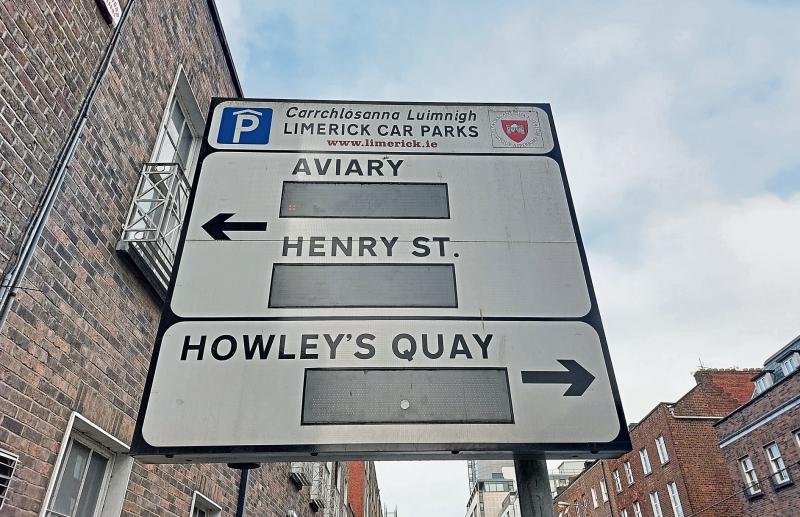 P
Carrchlosanna Luimnigh
LIMERICK CAR PARKS
www.limerick.ie
AVIARY
HENRY ST.
HOWLEY'S QUAY